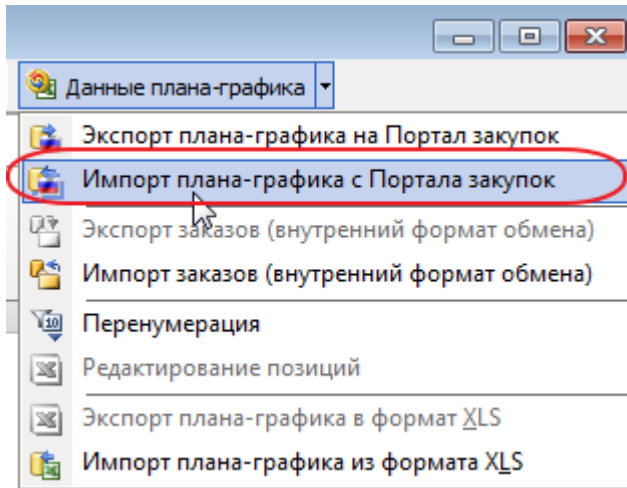 Данные плана-графика
Экспорт плана-графика на Портал закупок
Импорт плана-графика с Портала закупок
Экспорт заказов (внутренний формат обмена)
Импорт заказов (внутренний формат обмена)
Перенумерация
Редактирование позиций
Экспорт плана-графика в формат XLS
Импорт плана-графика из формата XLS